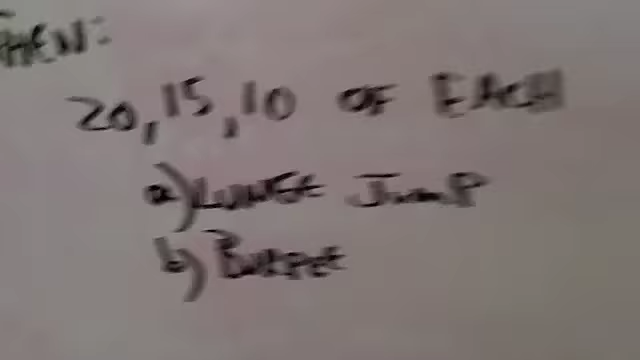 THEN:
20, 15, 10 OF EACH
a) LUNGE Jump
b) BURPEE